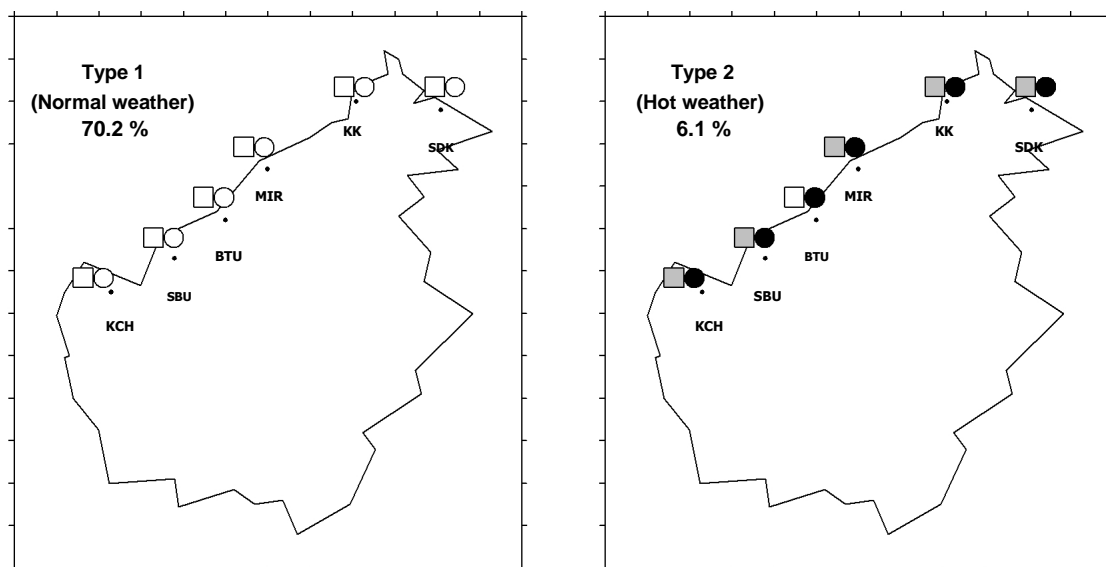 Type 1
(Normal weather)
70.2 %
KK
SDK
MIR
BTU
SBU
KCH
Type 2
(Hot weather)
6.1 %
KK
SDK
MIR
BTU
SBU
KCH